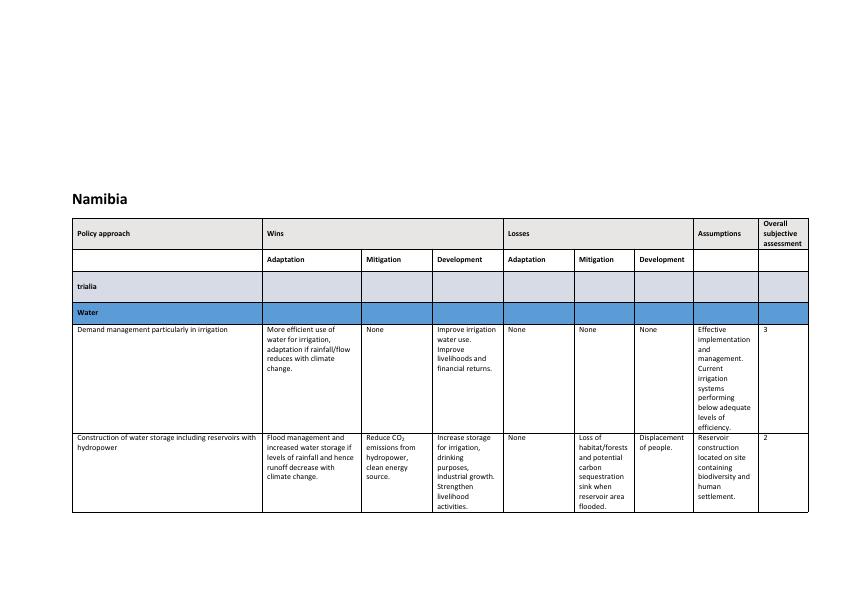 Namibia
Policy approach
Wins
Losses
Assumptions
Overall
subjective
assessment
Adaptation
Mitigation
Development
Adaptation
Mitigation
Development
trialia
Water
Demand management particularly in irrigation
More efficient use of
water for irrigation,
adaptation if rainfall/flow
reduces with climate
change.
None
Improve irrigation
water use.
Improve
livelihoods and
financial returns.
None
None
None
Effective
implementation
and
management.
Current
irrigation
systems
performing
below adequate
levels of
efficiency.
3
Construction of water storage including reservoirs with
hydropower
Flood management and
increased water storage if
levels of rainfall and hence
runoff decrease with
climate change.
Reduce CO₂
emissions from
hydropower,
clean energy
source.
Increase storage
for irrigation,
drinking
purposes,
industrial growth.
Strengthen
livelihood
activities.
None
Loss of
habitat/forests
and potential
carbon
sequestration
sink when
reservoir area
flooded.
Displacement
of people.
Reservoir
construction
located on site
containing
biodiversity and
human
settlement.
2